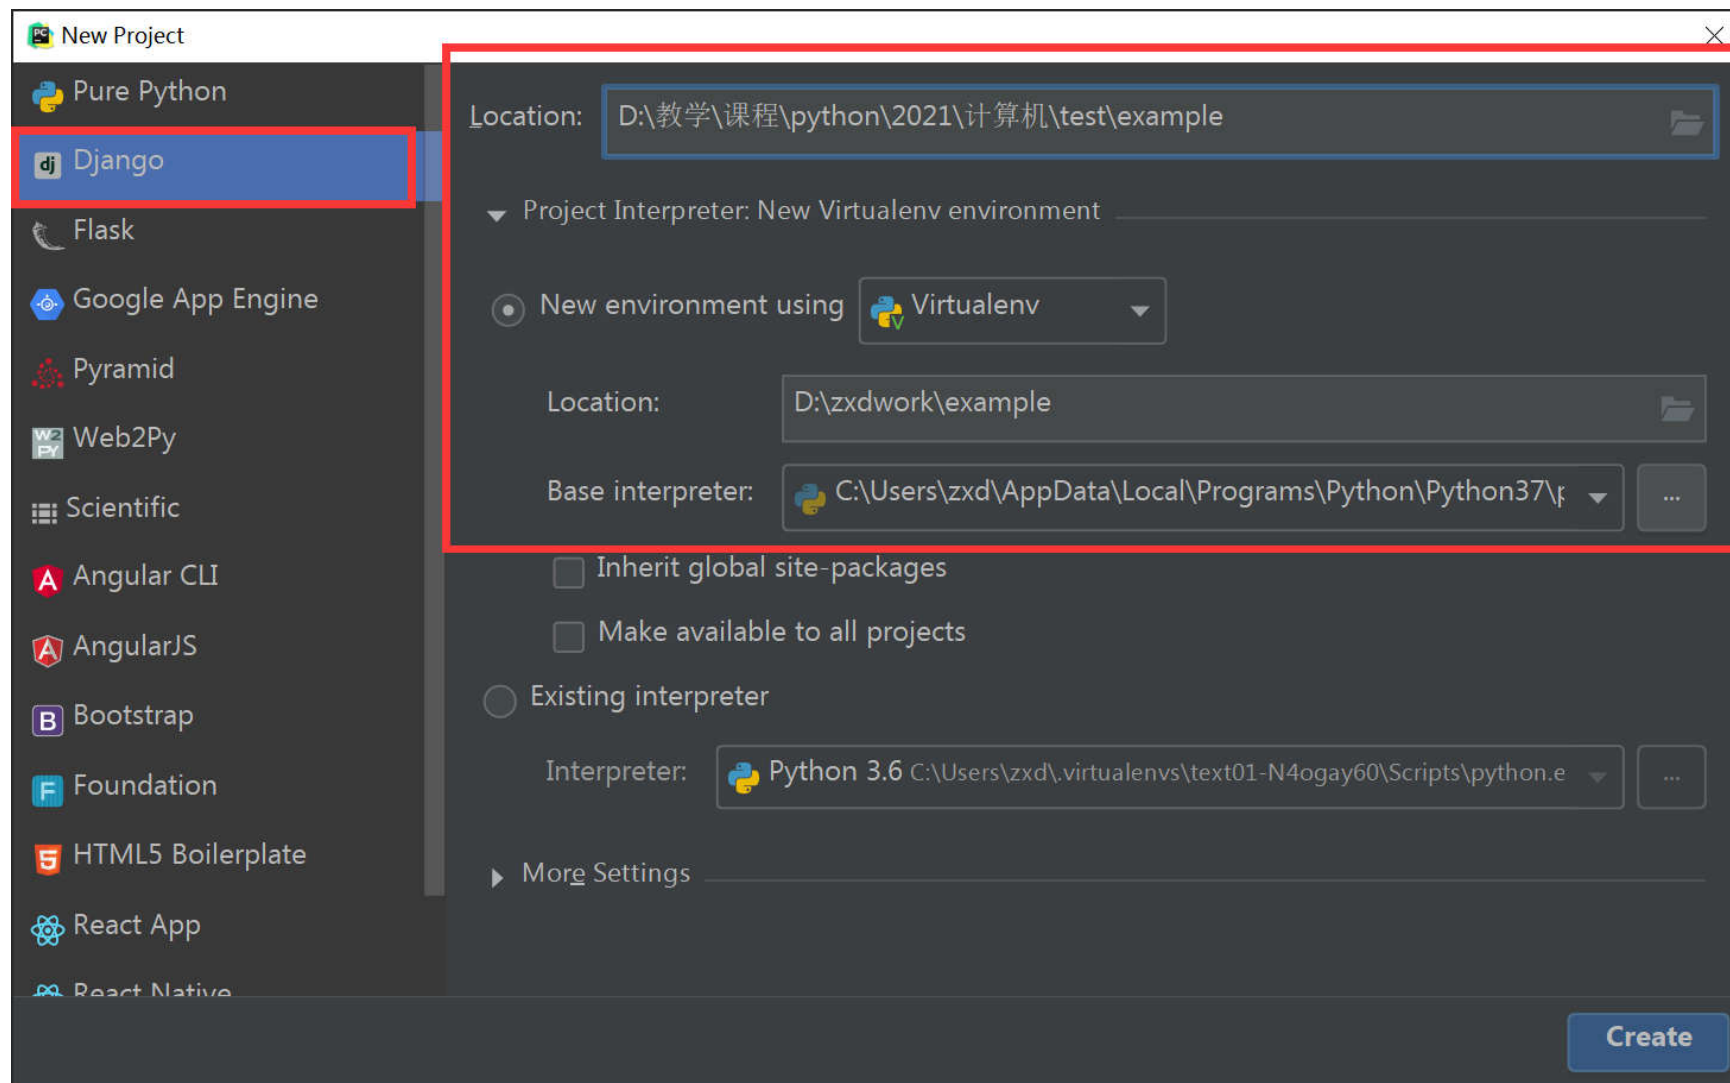 New Project
Pure Python
Django
Flask
Google App Engine
Pyramid
Web2Py
Scientific
Angular CLI
AngularJS
Bootstrap
Foundation
HTML5 Boilerplate
React App
React Native
Location: D:\教学\课程\python\2021\计算机\test\example
Project Interpreter: New Virtualenv environment
New environment using Virtualenv
Location: D:\zxdwork\example
Base interpreter: C:\Users\zxd\AppData\Local\Programs\Python\Python37\p ...
Inherit global site-packages
Make available to all projects
Existing interpreter
Interpreter: Python 3.6 C:\Users\zxd\.virtualenvs\text01-N4ogay60\Scripts\python.e ...
More Settings
Create